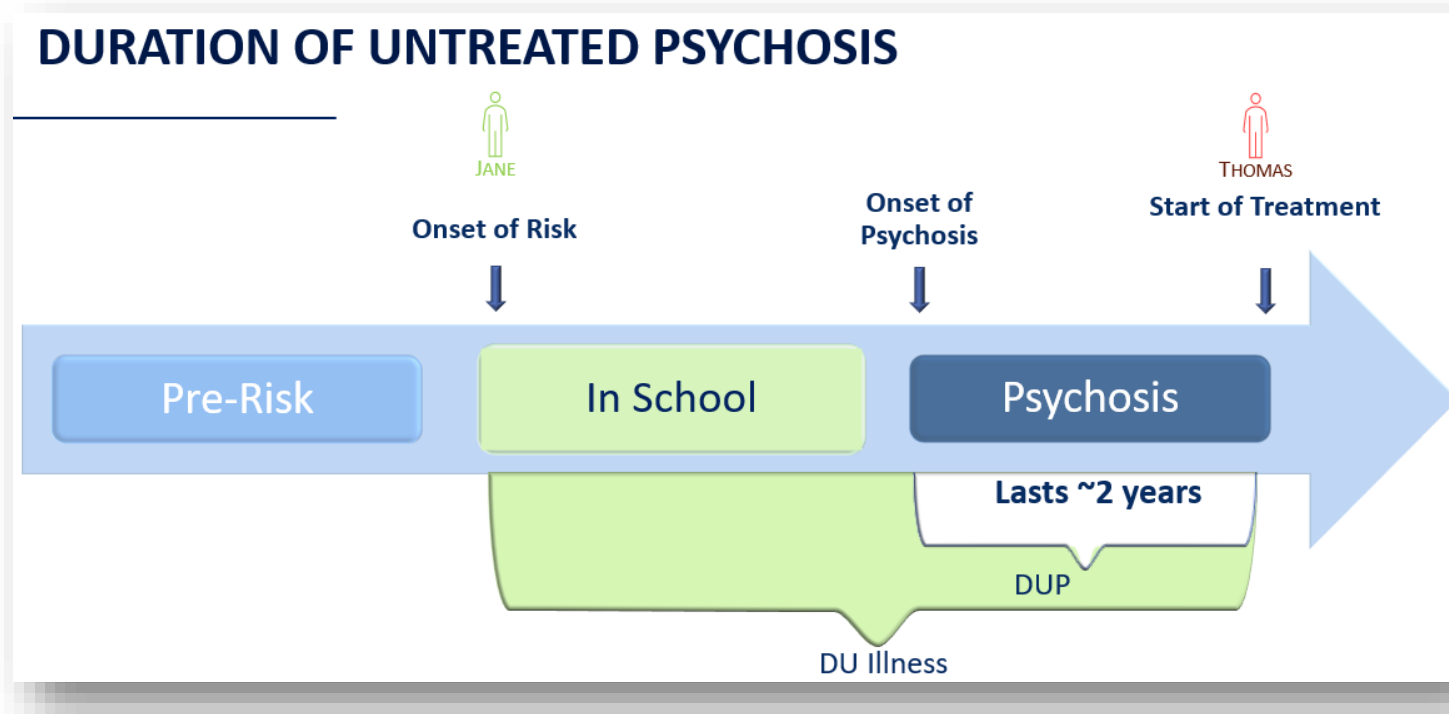 DURATION OF UNTREATED PSYCHOSIS
JANE
THOMAS
Onset of Risk
Onset of
Psychosis
Start of Treatment
Pre-Risk
In School
Psychosis
Lasts ~2 years
DUP
DU Illness